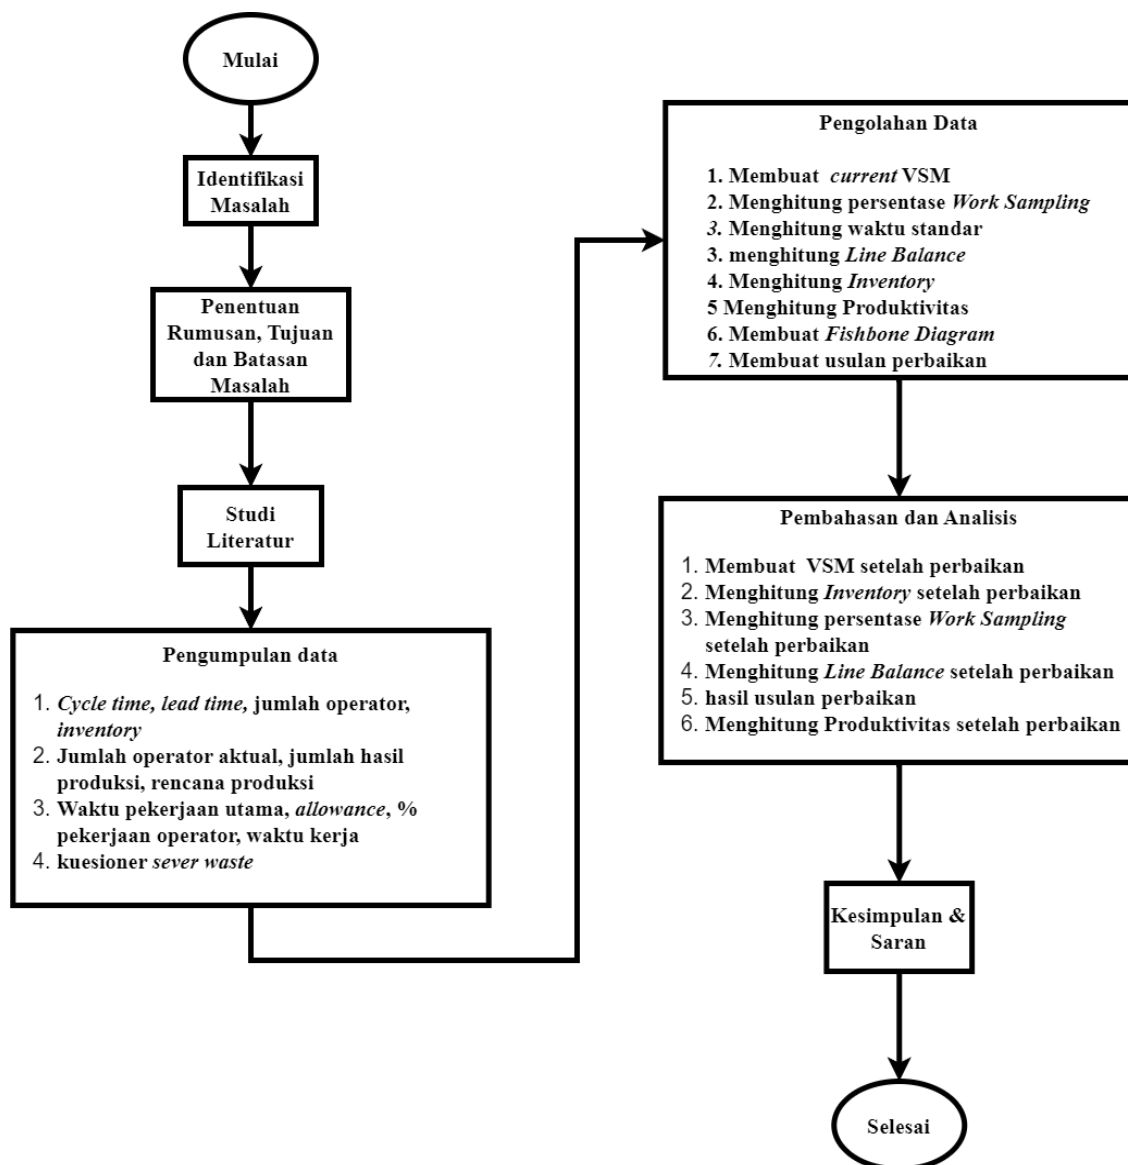 Mulai
Identifikasi
Masalah
Penentuan
Rumusan, Tujuan
dan Batasan
Masalah
Studi
Literatur
Pengumpulan data
1. Cycle time, lead time, jumlah operator,
inventory
2. Jumlah operator aktual, jumlah hasil
produksi, rencana produksi
3. Waktu pekerjaan utama, allowance, %
pekerjaan operator, waktu kerja
4. kuesioner sever waste
Pengolahan Data
1. Membuat current VSM
2. Menghitung persentase Work Sampling
3. Menghitung waktu standar
3. menghitung Line Balance
4. Menghitung Inventory
5 Menghitung Produktivitas
6. Membuat Fishbone Diagram
7. Membuat usulan perbaikan
Pembahasan dan Analisis
1. Membuat VSM setelah perbaikan
2. Menghitung Inventory setelah perbaikan
3. Menghitung persentase Work Sampling
setelah perbaikan
4. Menghitung Line Balance setelah perbaikan
5. hasil usulan perbaikan
6. Menghitung Produktivitas setelah perbaikan
Kesimpulan &
Saran
Selesai